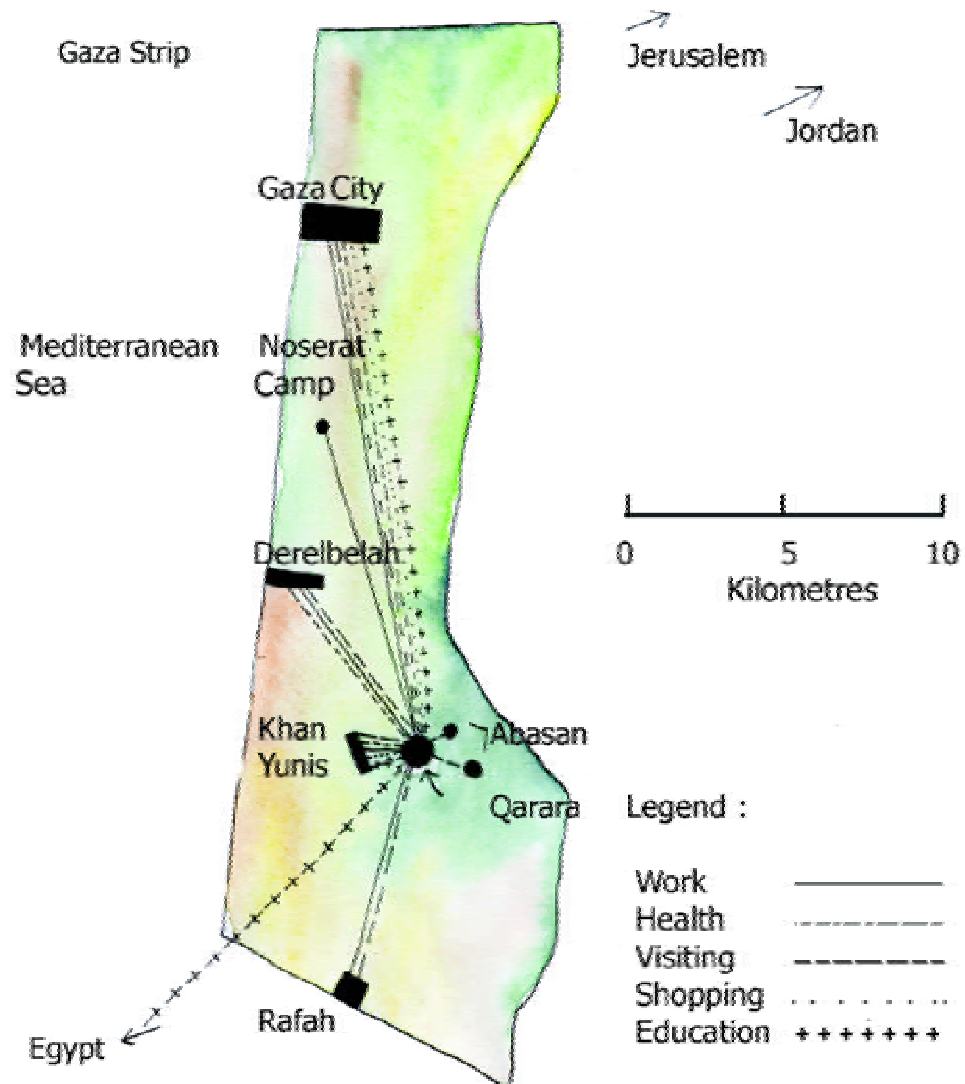 Gaza Strip
Jerusalem
Jordan
Gaza City
Mediterranean
Sea
Noserat
Camp
Derelbelah
0 5 10
Kilometres
Khan
Yunis
Abasan
Qarara
Rafah
Egypt
Legend :
Work
Health
Visiting
Shopping
Education